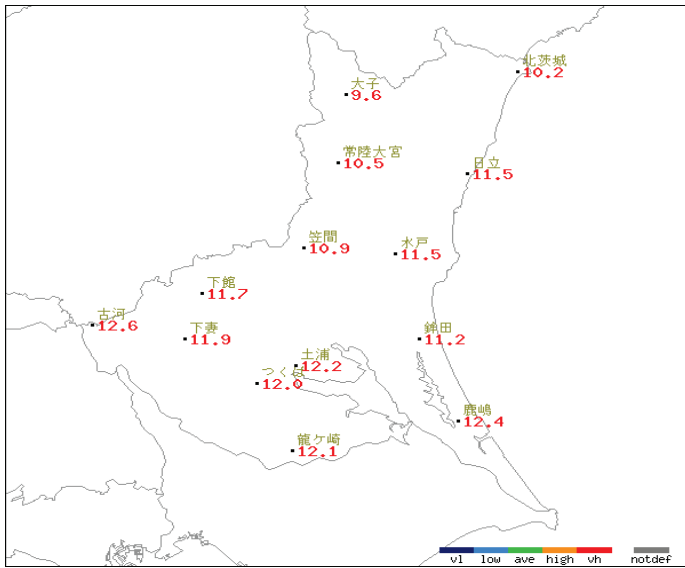 北茨城
10.2
大子
9.6
常陸大宮
10.5
日立
11.5
笠間
10.9
水戸
11.5
下館
11.7
古河
12.6
下妻
11.9
鉾田
11.2
土浦
12.2
つくば
12.0
鹿嶋
12.4
龍ケ崎
12.1
vl low ave high vh notdef